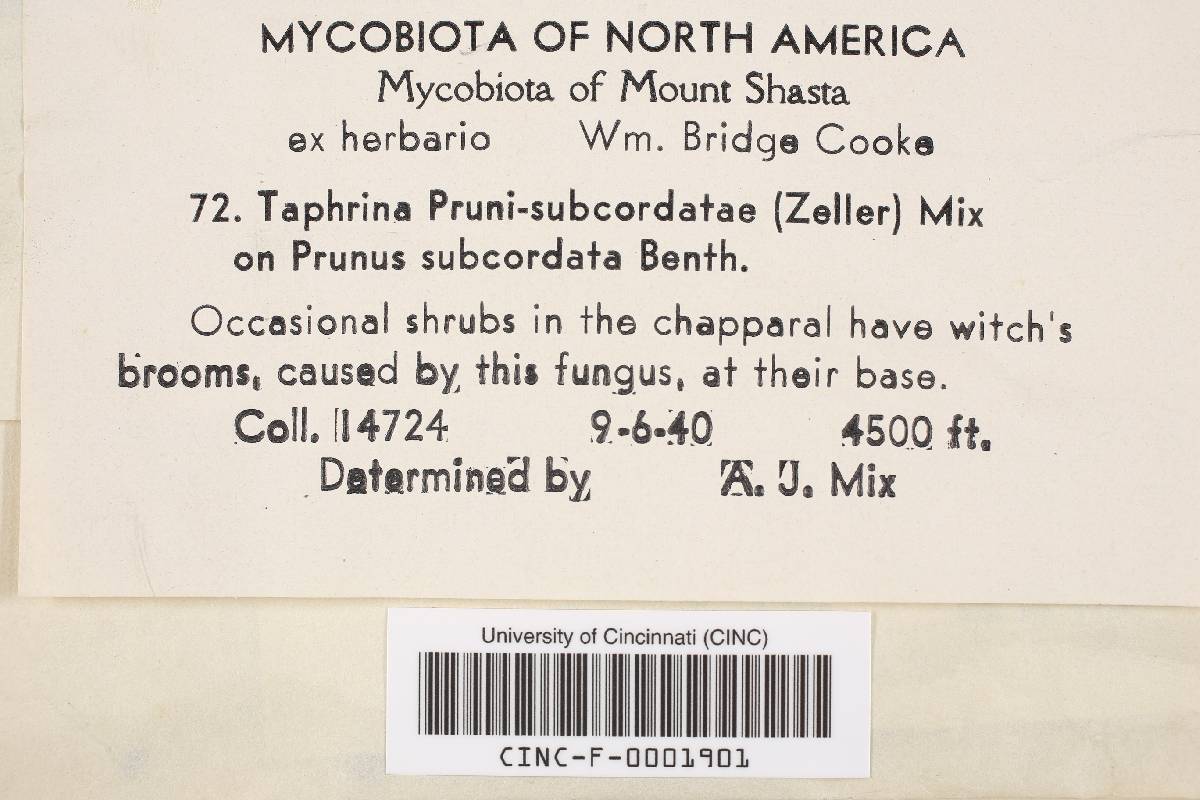 MYCOBIOTA OF NORTH AMERICA
Mycobiota of Mount Shasta
ex herbario Wm. Bridge Cooke
72. Taphrina Pruni-subcordatae (Zeller) Mix
on Prunus subcordata Benth.
Occasional shrubs in the chapparal have witch's
brooms, caused by this fungus, at their base.
Coll. 14724 9-6-40 4500 ft.
Determined by A. J. Mix
University of Cincinnati (CINC)
CINC-F-0001901